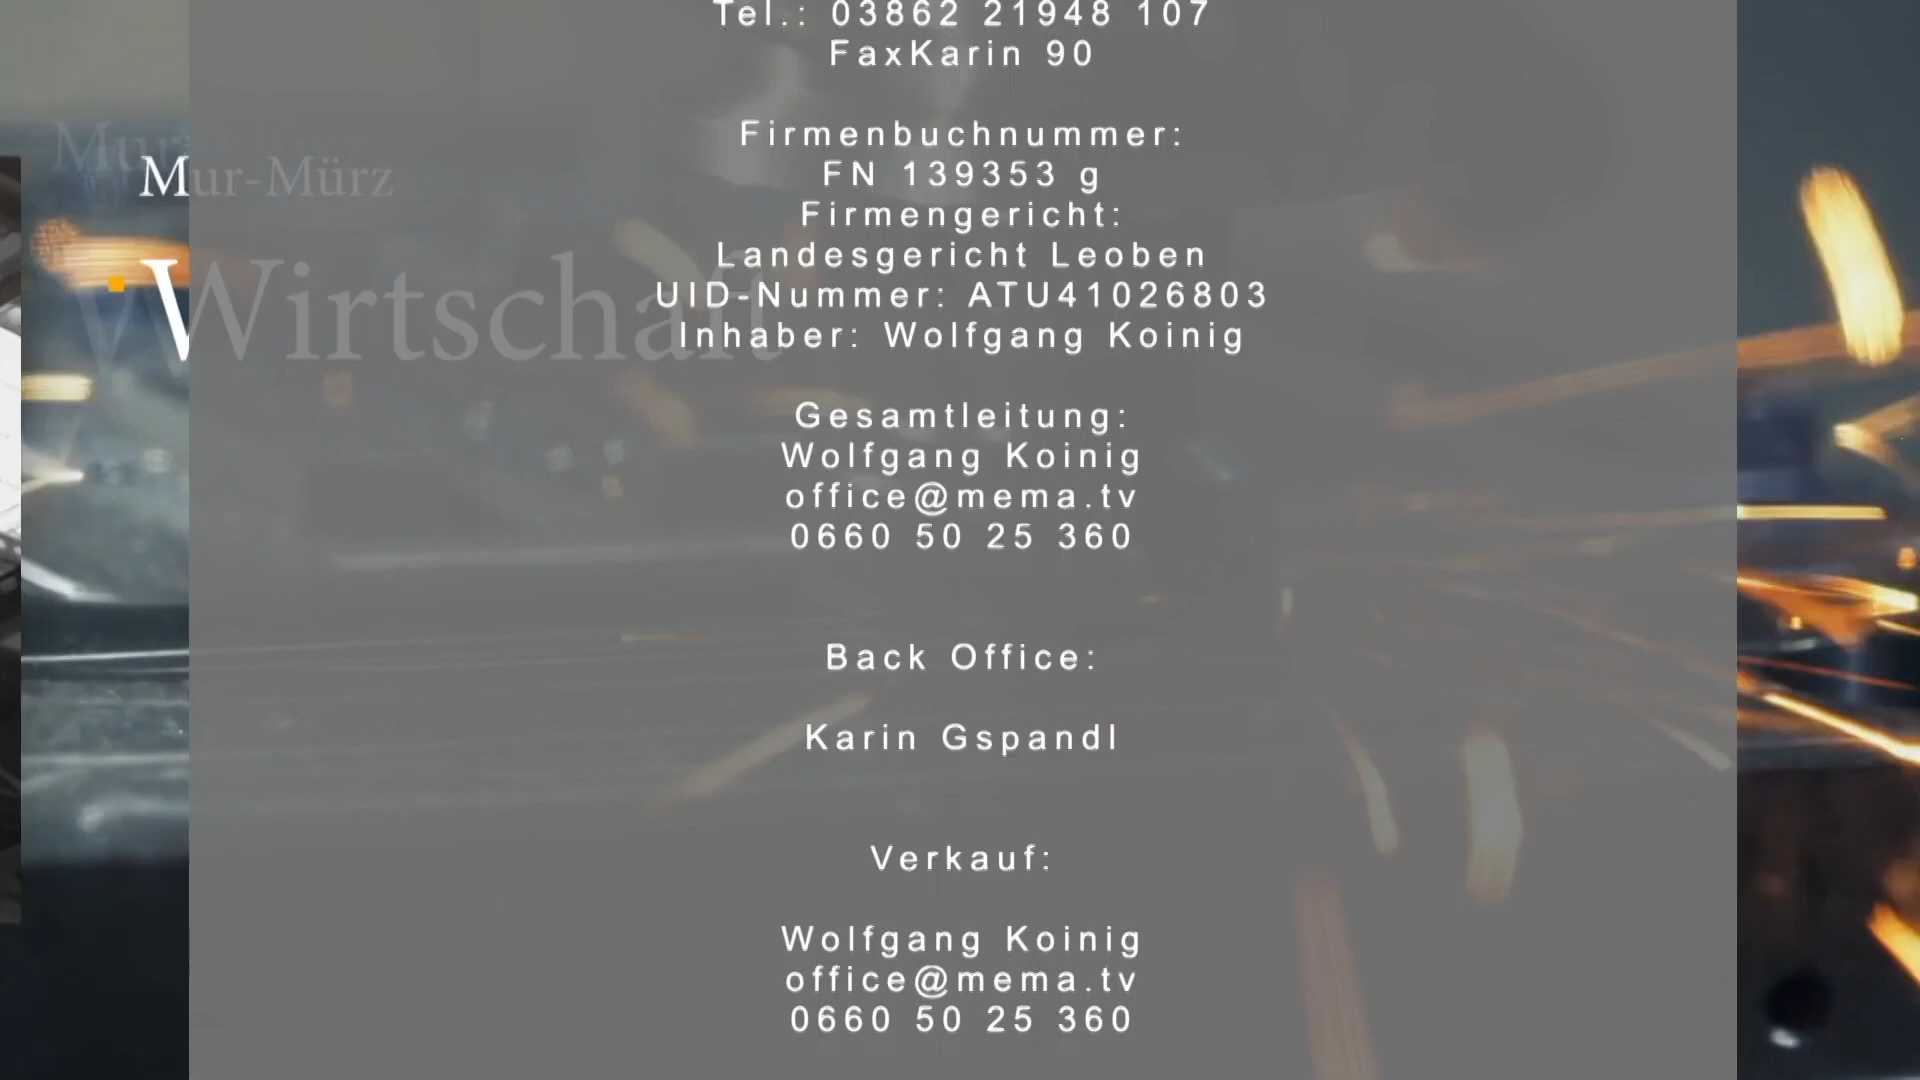 Tel.: 03862 21948 107
FaxKarin 90
Firmenbuchnummer:
FN 139353 g
Firmengericht:
Landesgericht Leoben
UID-Nummer: ATU41026803
Inhaber: Wolfgang Koinig
Gesamtleitung:
Wolfgang Koinig
office@mema.tv
0660 50 25 360
Back Office:
Karin Gspandl
Verkauf:
Wolfgang Koinig
office@mema.tv
0660 50 25 360
Mur-Mürz
Wirtschaft